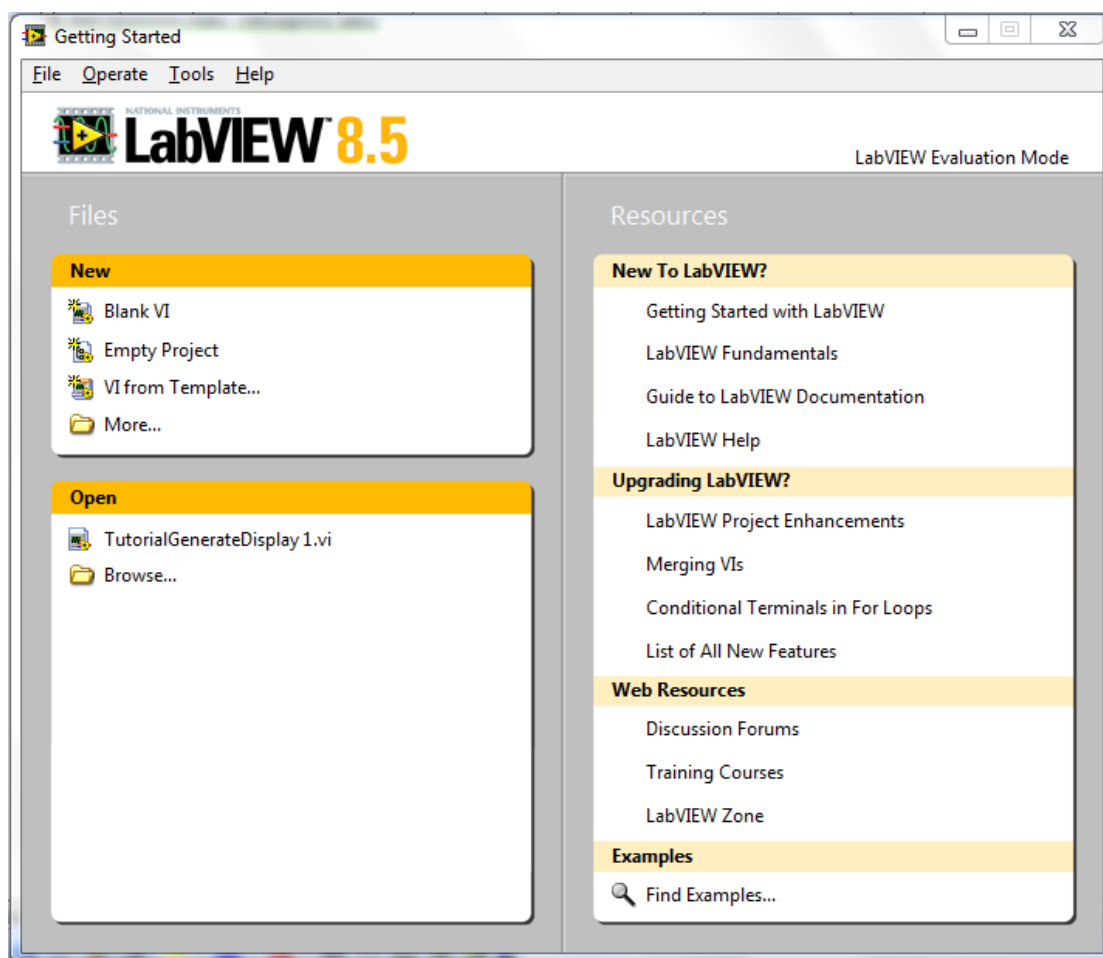 Getting Started
File Operate Tools Help
NATIONAL INSTRUMENTS
LabVIEW™ 8.5
LabVIEW Evaluation Mode
Files
New
Blank VI
Empty Project
VI from Template...
More...
Open
TutorialGenerateDisplay 1.vi
Browse...
Resources
New To LabVIEW?
Getting Started with LabVIEW
LabVIEW Fundamentals
Guide to LabVIEW Documentation
LabVIEW Help
Upgrading LabVIEW?
LabVIEW Project Enhancements
Merging VIs
Conditional Terminals in For Loops
List of All New Features
Web Resources
Discussion Forums
Training Courses
LabVIEW Zone
Examples
Find Examples...